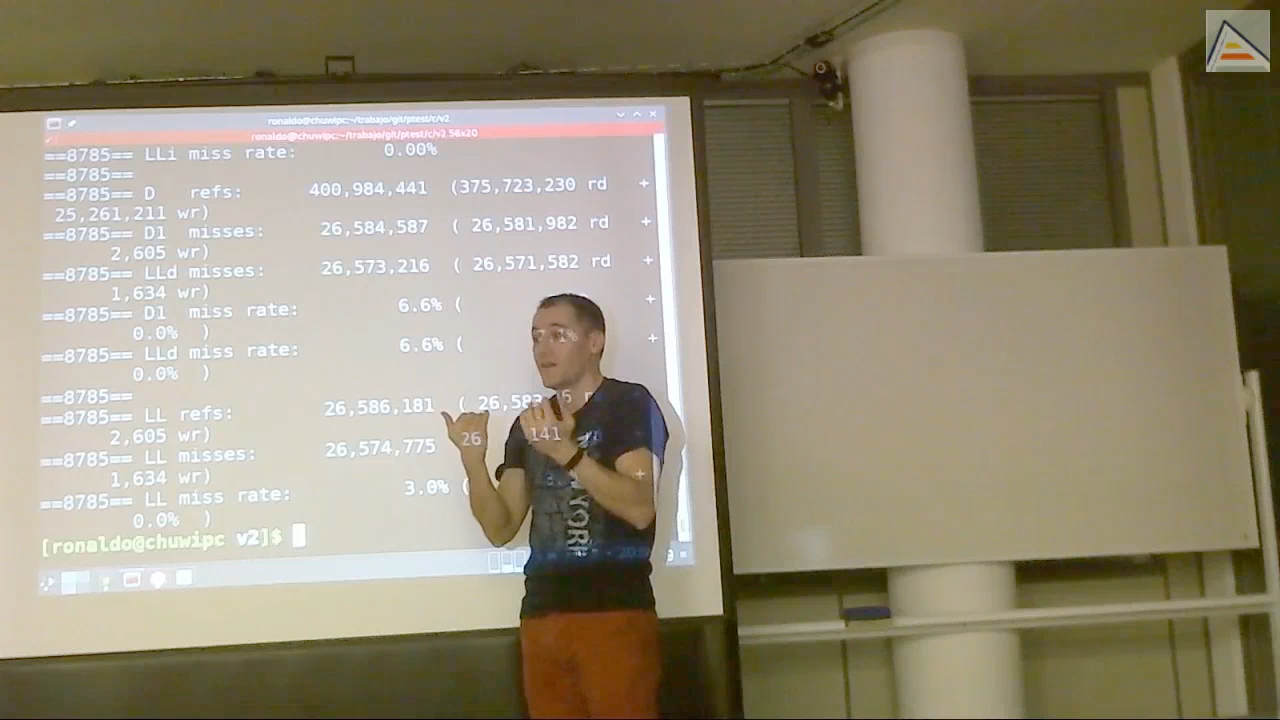 ronaldo@chuwipc:~/trabajo/git/ptest/c/v2
ronaldo@chuwipc:~/trabajo/git/ptest/c/v2 56x20
==8785== LLi miss rate: 0.00%
==8785==
==8785== D refs: 400,984,441 (375,723,230 rd +
25,261,211 wr)
==8785== D1 misses: 26,584,587 ( 26,581,982 rd +
2,605 wr)
==8785== LLd misses: 26,573,216 ( 26,571,582 rd +
1,634 wr)
==8785== D1 miss rate: 6.6% ( +
0.0% )
==8785== LLd miss rate: 6.6% ( +
0.0% )
==8785==
==8785== LL refs: 26,586,181 (
2,605 wr)
==8785== LL misses: 26,574,775 26 141
1,634 wr) +
==8785== LL miss rate: 3.0% (
0.0% )
[ronaldo@chuwipc v2]$